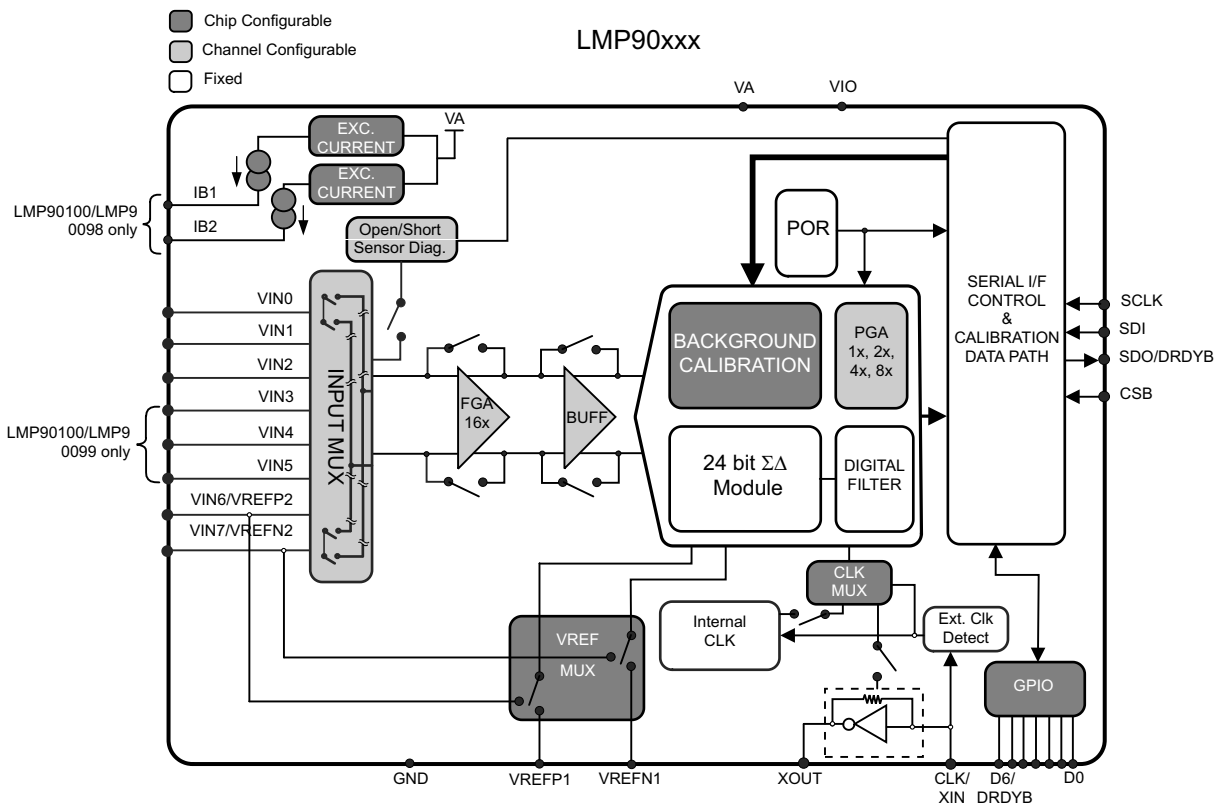 Chip Configurable
Channel Configurable
Fixed
LMP90xxx
VA
VIO
VA
EXC.
CURRENT
EXC.
CURRENT
IB1
IB2
LMP90100/LMP9
0098 only
Open/Short
Sensor Diag.
POR
SERIAL I/F
CONTROL
&
CALIBRATION
DATA PATH
SCLK
SDI
SDO/DRDYB
CSB
VIN0
VIN1
VIN2
VIN3
VIN4
VIN5
VIN6/VREFP2
VIN7/VREFN2
LMP90100/LMP9
0099 only
INPUT MUX
FGA
16x
BUFF
BACKGROUND
CALIBRATION
PGA
1x, 2x,
4x, 8x
24 bit ΣΔ
Module
DIGITAL
FILTER
CLK
MUX
Internal
CLK
Ext. Clk
Detect
VREF
MUX
GPIO
GND
VREFP1
VREFN1
XOUT
CLK/
XIN
D6/
DRDYB
D0